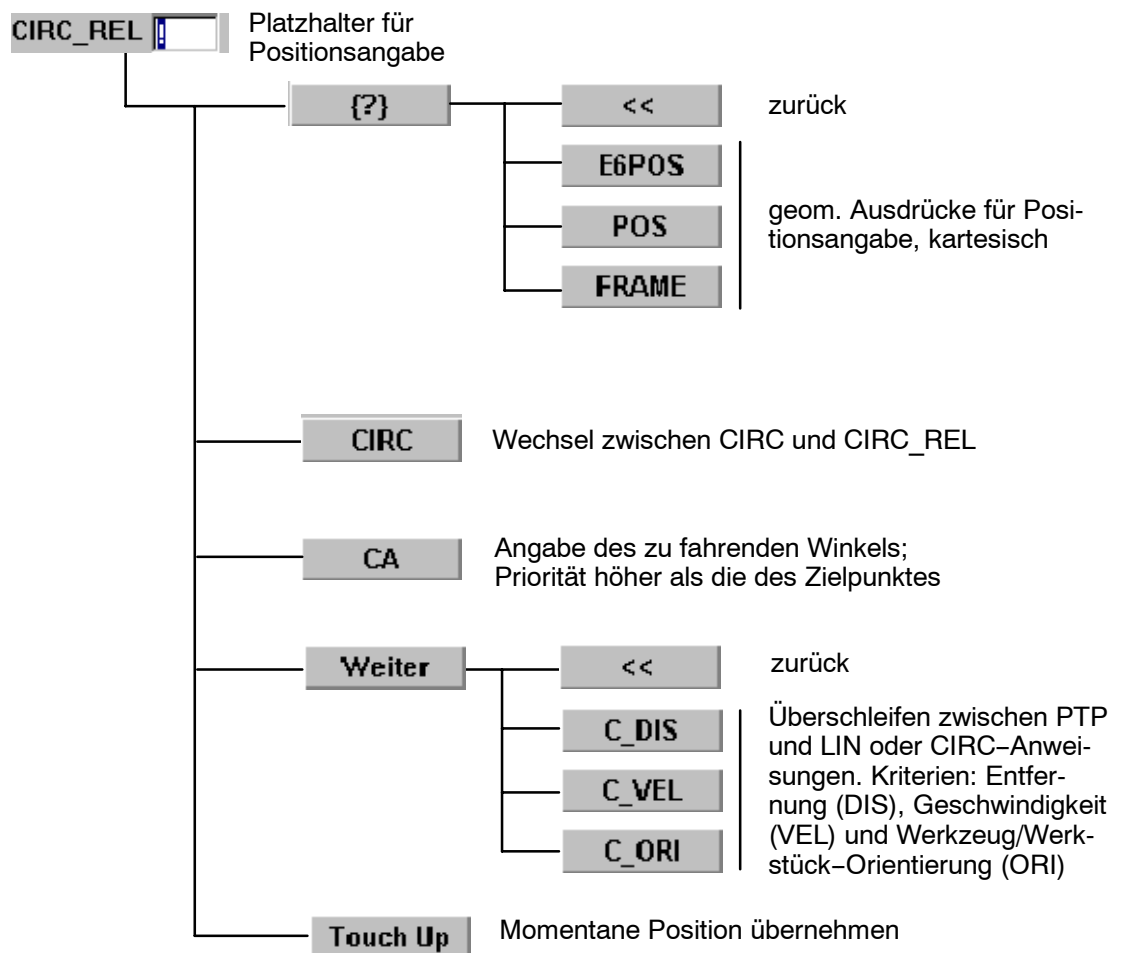 CIRC_REL !
Platzhalter für
Positionsangabe
{?}
<<
zurück
E6POS
POS
FRAME
geom. Ausdrücke für Posi-
tionsangabe, kartesisch
CIRC
Wechsel zwischen CIRC und CIRC_REL
CA
Angabe des zu fahrenden Winkels;
Priorität höher als die des Zielpunktes
Weiter
<<
zurück
C_DIS
C_VEL
C_ORI
Überschleifen zwischen PTP
und LIN oder CIRC–Anwei-
sungen. Kriterien: Entfer-
nung (DIS), Geschwindigkeit
(VEL) und Werkzeug/Werk-
stück–Orientierung (ORI)
Touch Up
Momentane Position übernehmen